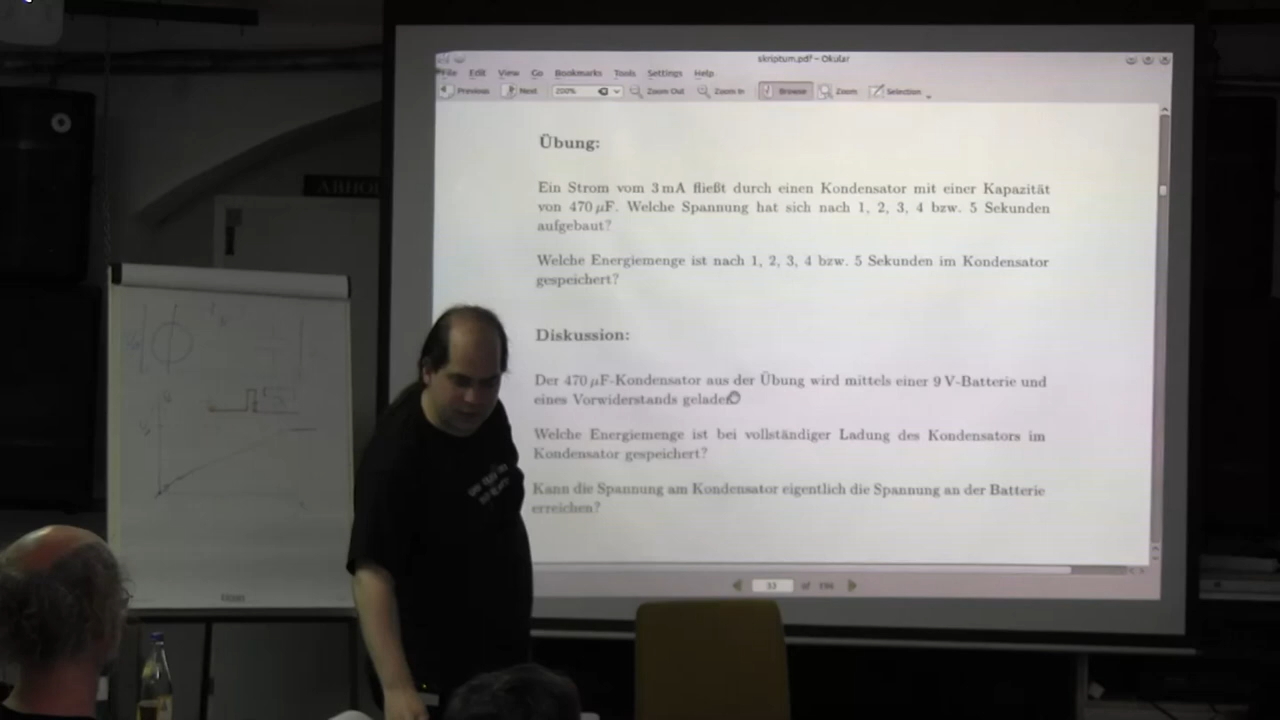 skriptum.pdf - Okular
File Edit View Go Bookmarks Tools Settings Help
Previous Next 200% Zoom Out Zoom In Browse Zoom Selection
Übung:
Ein Strom vom 3 mA fließt durch einen Kondensator mit einer Kapazität
von 470 µF. Welche Spannung hat sich nach 1, 2, 3, 4 bzw. 5 Sekunden
aufgebaut?
Welche Energiemenge ist nach 1, 2, 3, 4 bzw. 5 Sekunden im Kondensator
gespeichert?
Diskussion:
Der 470 µF-Kondensator aus der Übung wird mittels einer 9 V-Batterie und
eines Vorwiderstands geladen
Welche Energiemenge ist bei vollständiger Ladung des Kondensators im
Kondensator gespeichert?
Kann die Spannung am Kondensator eigentlich die Spannung an der Batterie
erreichen?
53 of